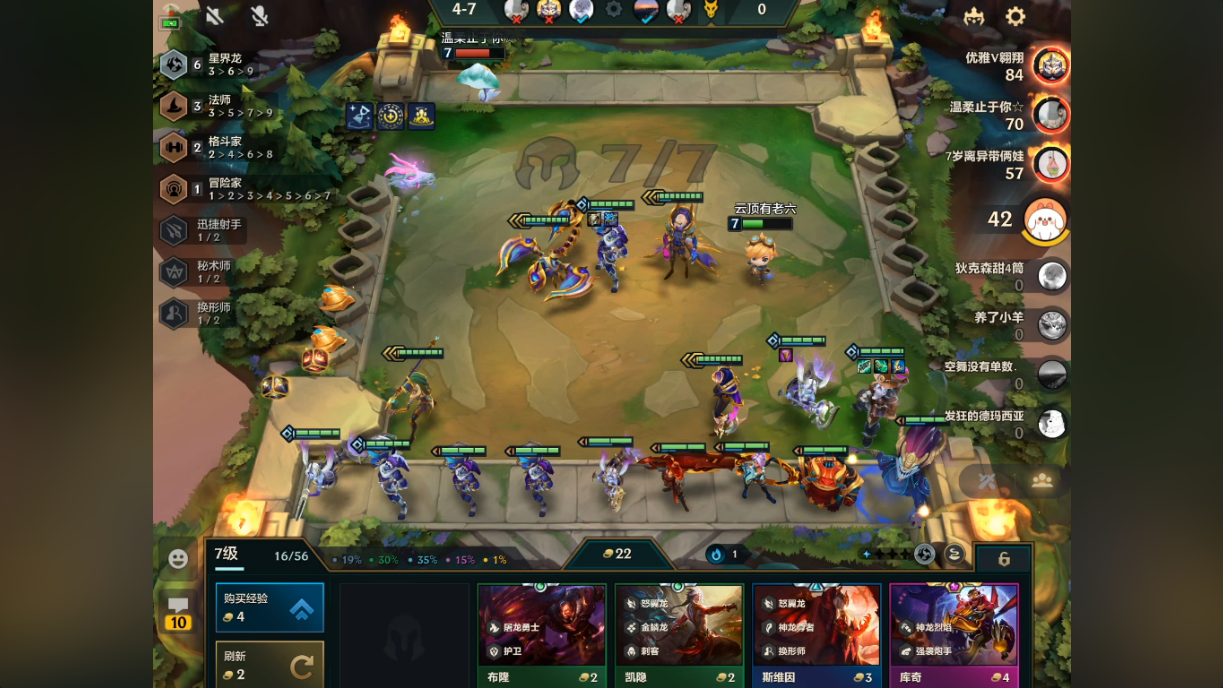 4-7
0
温柔止于你
7
6 星界龙
3 > 6 > 9
3 法师
3 > 5 > 7 > 9
2 格斗家
2 > 4 > 6 > 8
1 冒险家
1 > 2 > 3 > 4 > 5 > 6 > 7
迅捷射手
1 / 2
秘术师
1 / 2
换形师
1 / 2
7/7
云顶有老六
7
优雅V翱翔
84
温柔止于你☆
70
7岁离异带俩娃
57
42
狄克森甜4筒
0
养了小羊
0
空舞没有单数.
0
发狂的德玛西亚
0
7级
16/56
19%
30%
35%
15%
1%
22
1
10
购买经验
4
刷新
2
屠龙勇士
护卫
布隆
2
怒翼龙
金鳞龙
刺客
凯隐
2
怒翼龙
神龙尊者
换形师
斯维因
3
神龙烈焰
强袭炮手
库奇
4